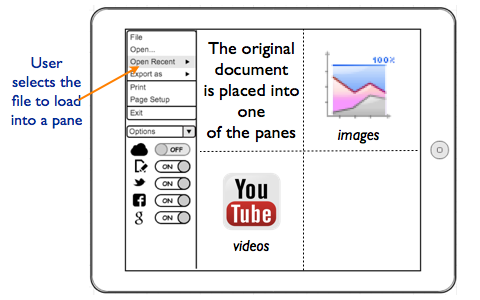 User
selects the
file to load
into a pane
File
Open...
Open Recent
Export as
Print
Page Setup
Exit
Options
OFF
ON
ON
ON
ON
The original
document
is placed into
one
of the panes
100%
images
You
Tube
videos